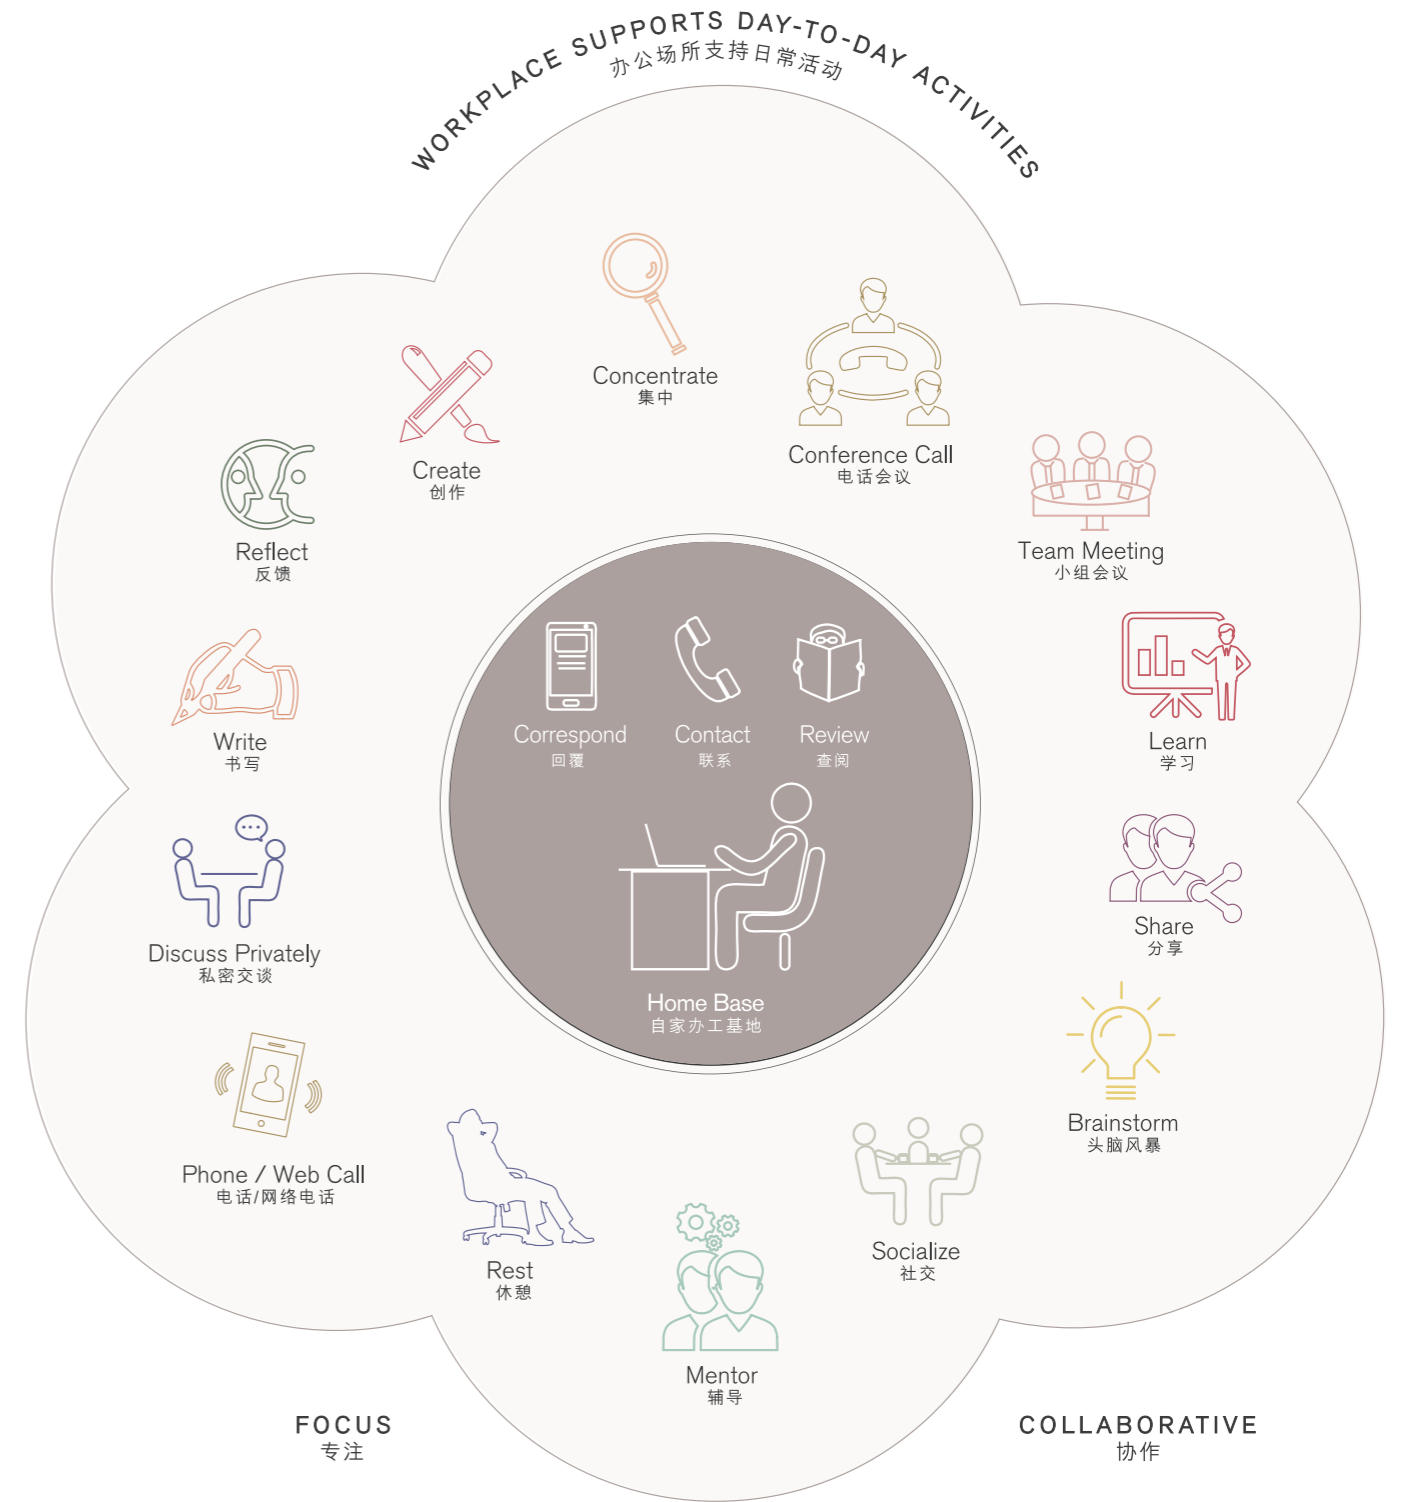 WORKPLACE SUPPORTS DAY-TO-DAY ACTIVITIES
办公场所支持日常活动
Concentrate
集中
Conference Call
电话会议
Create
创作
Team Meeting
小组会议
Reflect
反馈
Correspond
回覆
Contact
联系
Review
查阅
Write
书写
Learn
学习
Share
分享
Discuss Privately
私密交谈
Home Base
自家办工基地
Brainstorm
头脑风暴
Phone / Web Call
电话/网络电话
Socialize
社交
Rest
休憩
Mentor
辅导
FOCUS
专注
COLLABORATIVE
协作